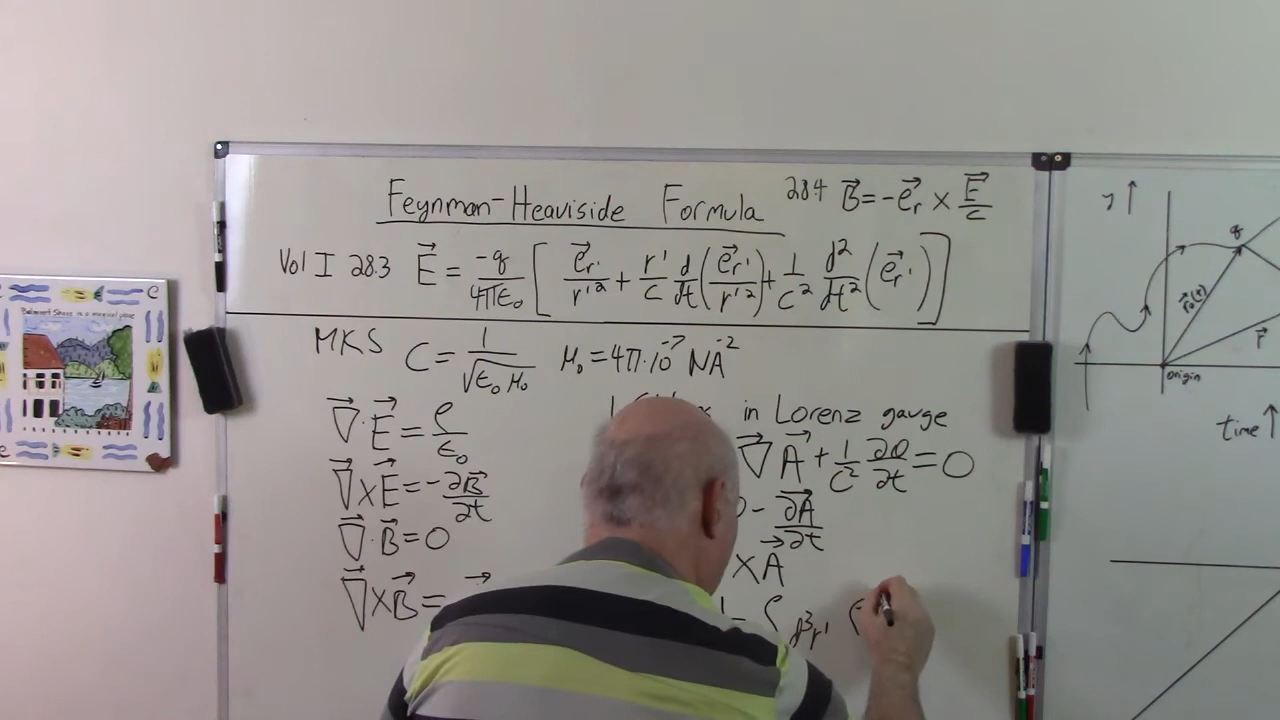 Feynman-Heaviside Formula 28.4 B⃗ = -e⃗r × E⃗/c
Vol I 28.3 E⃗ = -q/4πε₀ [ e⃗r'/r'² + r'/c d/dt (e⃗r'/r'²) + 1/c² d²/dt² (e⃗r') ]
MKS C = 1/√ε₀μ₀ μ₀ = 4π·10⁻⁷ NA⁻²
in Lorenz gauge
∇⃗·E⃗ = ρ/ε₀
∇⃗ A⃗ + 1/c² ∂Φ/∂t = 0
∇⃗×E⃗ = -∂B⃗/∂t
- ∂A⃗/∂t
∇⃗·B⃗ = 0
×A⃗
∇⃗×B⃗ =
∫ d³r'
y
q
r⃗₀(t)
r⃗
origin
time